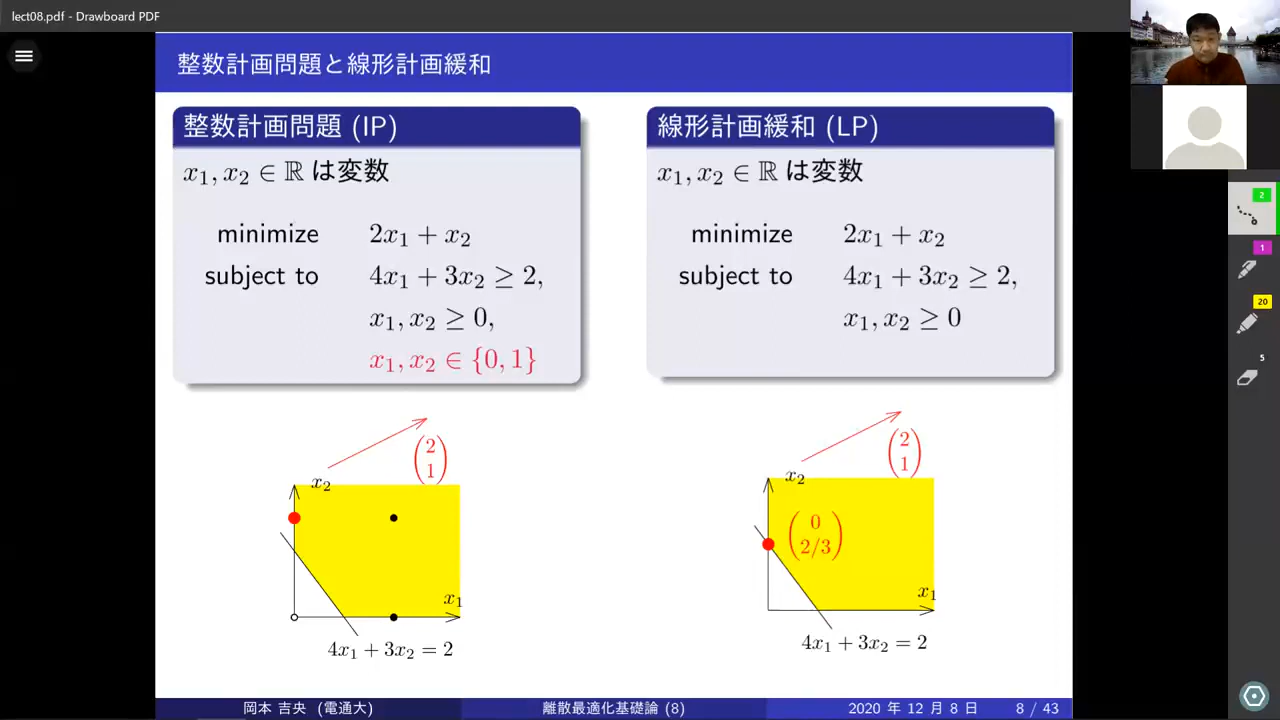 lect08.pdf - Drawboard PDF
整数計画問題と線形計画緩和
整数計画問題 (IP)
x₁, x₂ ∈ ℝ は変数
minimize 2x₁ + x₂
subject to 4x₁ + 3x₂ ≥ 2,
x₁, x₂ ≥ 0,
x₁, x₂ ∈ {0, 1}
線形計画緩和 (LP)
x₁, x₂ ∈ ℝ は変数
minimize 2x₁ + x₂
subject to 4x₁ + 3x₂ ≥ 2,
x₁, x₂ ≥ 0
2
1
x₂
x₁
4x₁ + 3x₂ = 2
2
1
x₂
0
2/3
x₁
4x₁ + 3x₂ = 2
2
1
20
5
岡本 吉央 (電通大) 離散最適化基礎論 (8) 2020 年 12 月 8 日 8 / 43